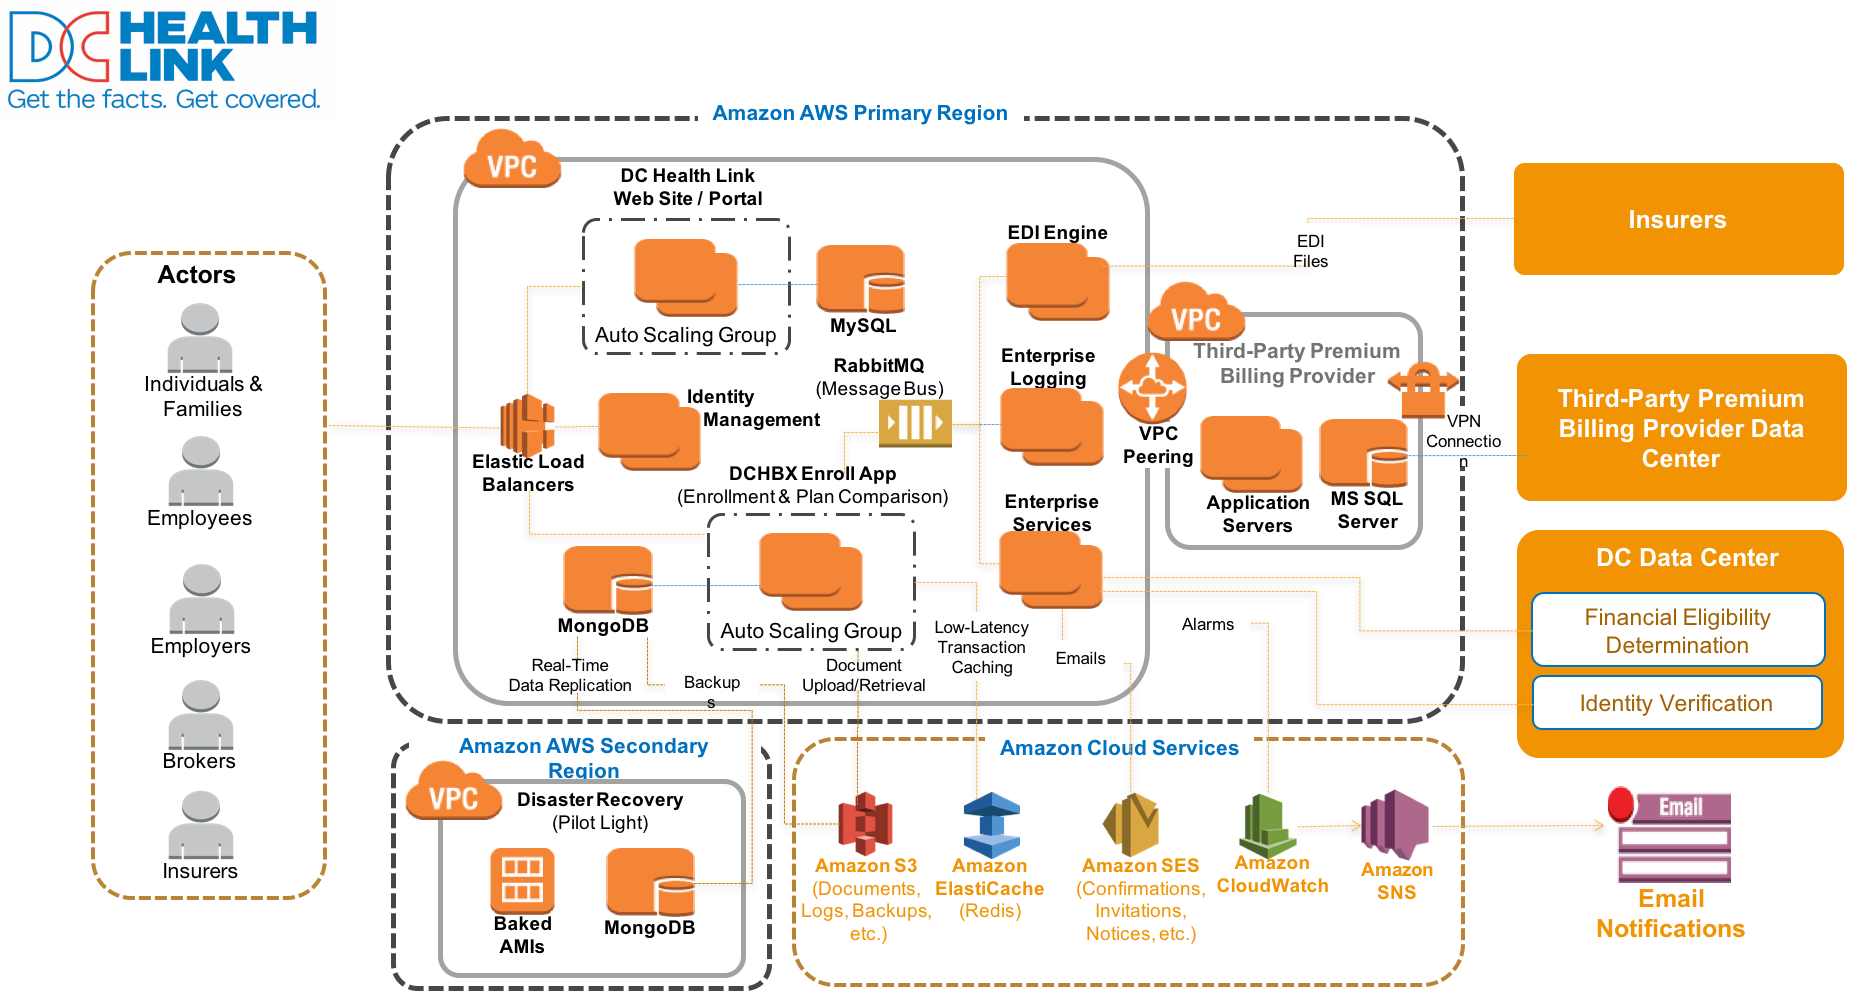 DC HEALTH
LINK
Get the facts. Get covered.
Amazon AWS Primary Region
VPC
DC Health Link
Web Site / Portal
Auto Scaling Group
MySQL
EDI Engine
EDI
Files
Insurers
Actors
Individuals &
Families
Employees
Employers
Brokers
Insurers
Elastic Load
Balancers
Identity
Management
RabbitMQ
(Message Bus)
Enterprise
Logging
DCHBX Enroll App
(Enrollment & Plan Comparison)
Auto Scaling Group
Enterprise
Services
MongoDB
VPC
Peering
VPC
Third-Party Premium
Billing Provider
Application
Servers
MS SQL
Server
VPN
Connectio
n
Third-Party Premium
Billing Provider Data
Center
DC Data Center
Financial Eligibility
Determination
Identity Verification
Real-Time
Data Replication
Backup
s
Document
Upload/Retrieval
Low-Latency
Transaction
Caching
Emails
Alarms
Amazon AWS Secondary
Region
VPC
Disaster Recovery
(Pilot Light)
Baked
AMIs
MongoDB
Amazon Cloud Services
Amazon S3
(Documents,
Logs, Backups,
etc.)
Amazon
ElastiCache
(Redis)
Amazon SES
(Confirmations,
Invitations,
Notices, etc.)
Amazon
CloudWatch
Amazon
SNS
Email
Email
Notifications